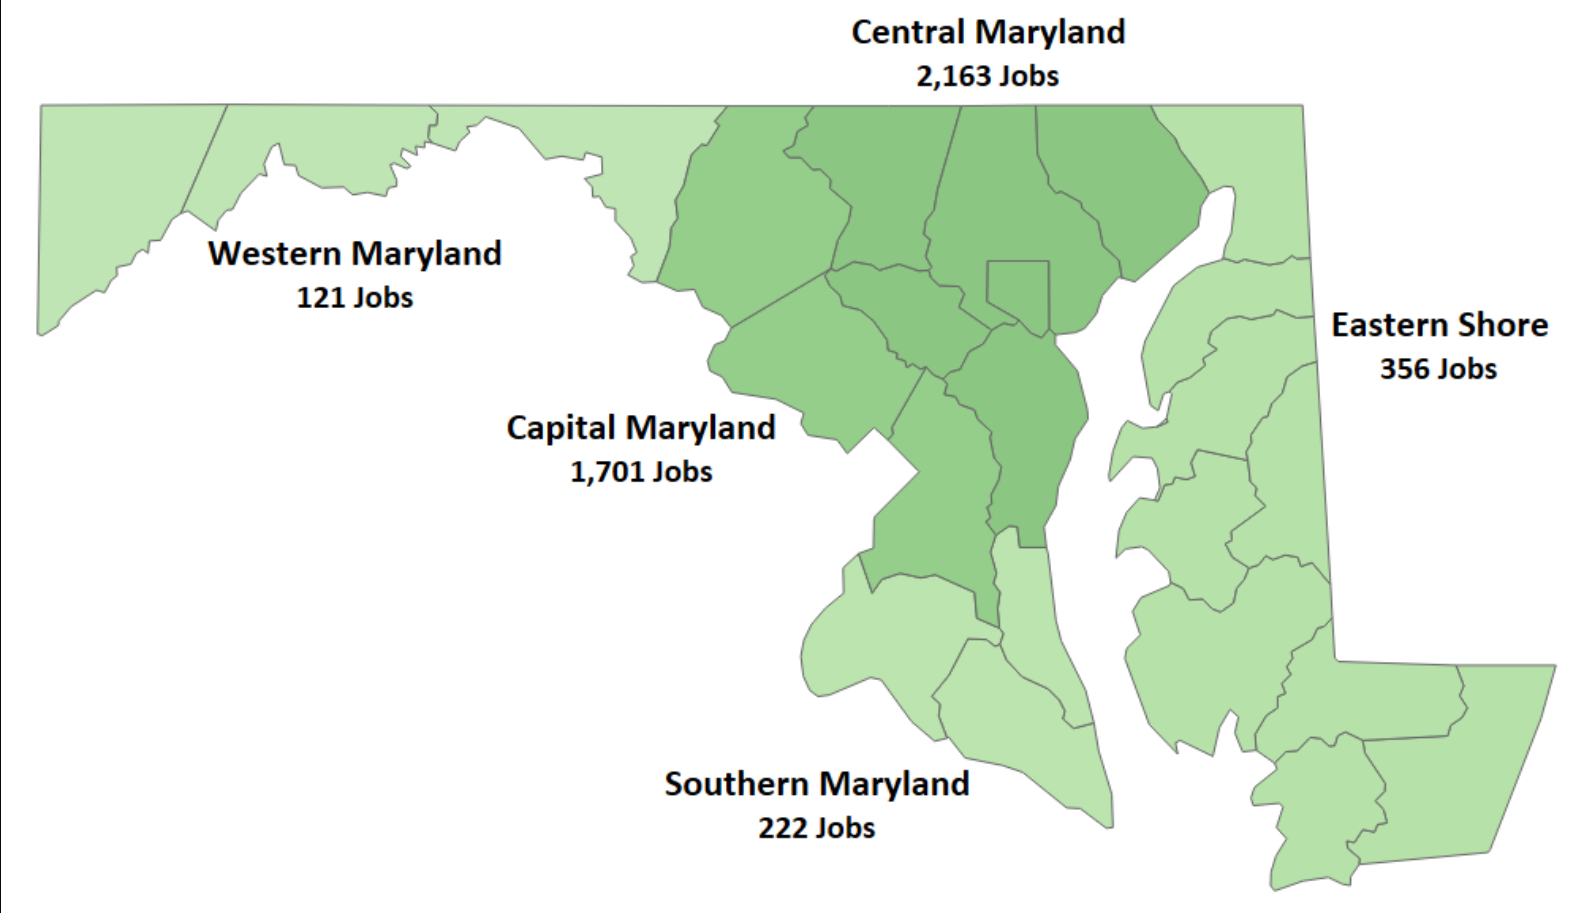 Central Maryland
2,163 Jobs
Western Maryland
121 Jobs
Eastern Shore
356 Jobs
Capital Maryland
1,701 Jobs
Southern Maryland
222 Jobs